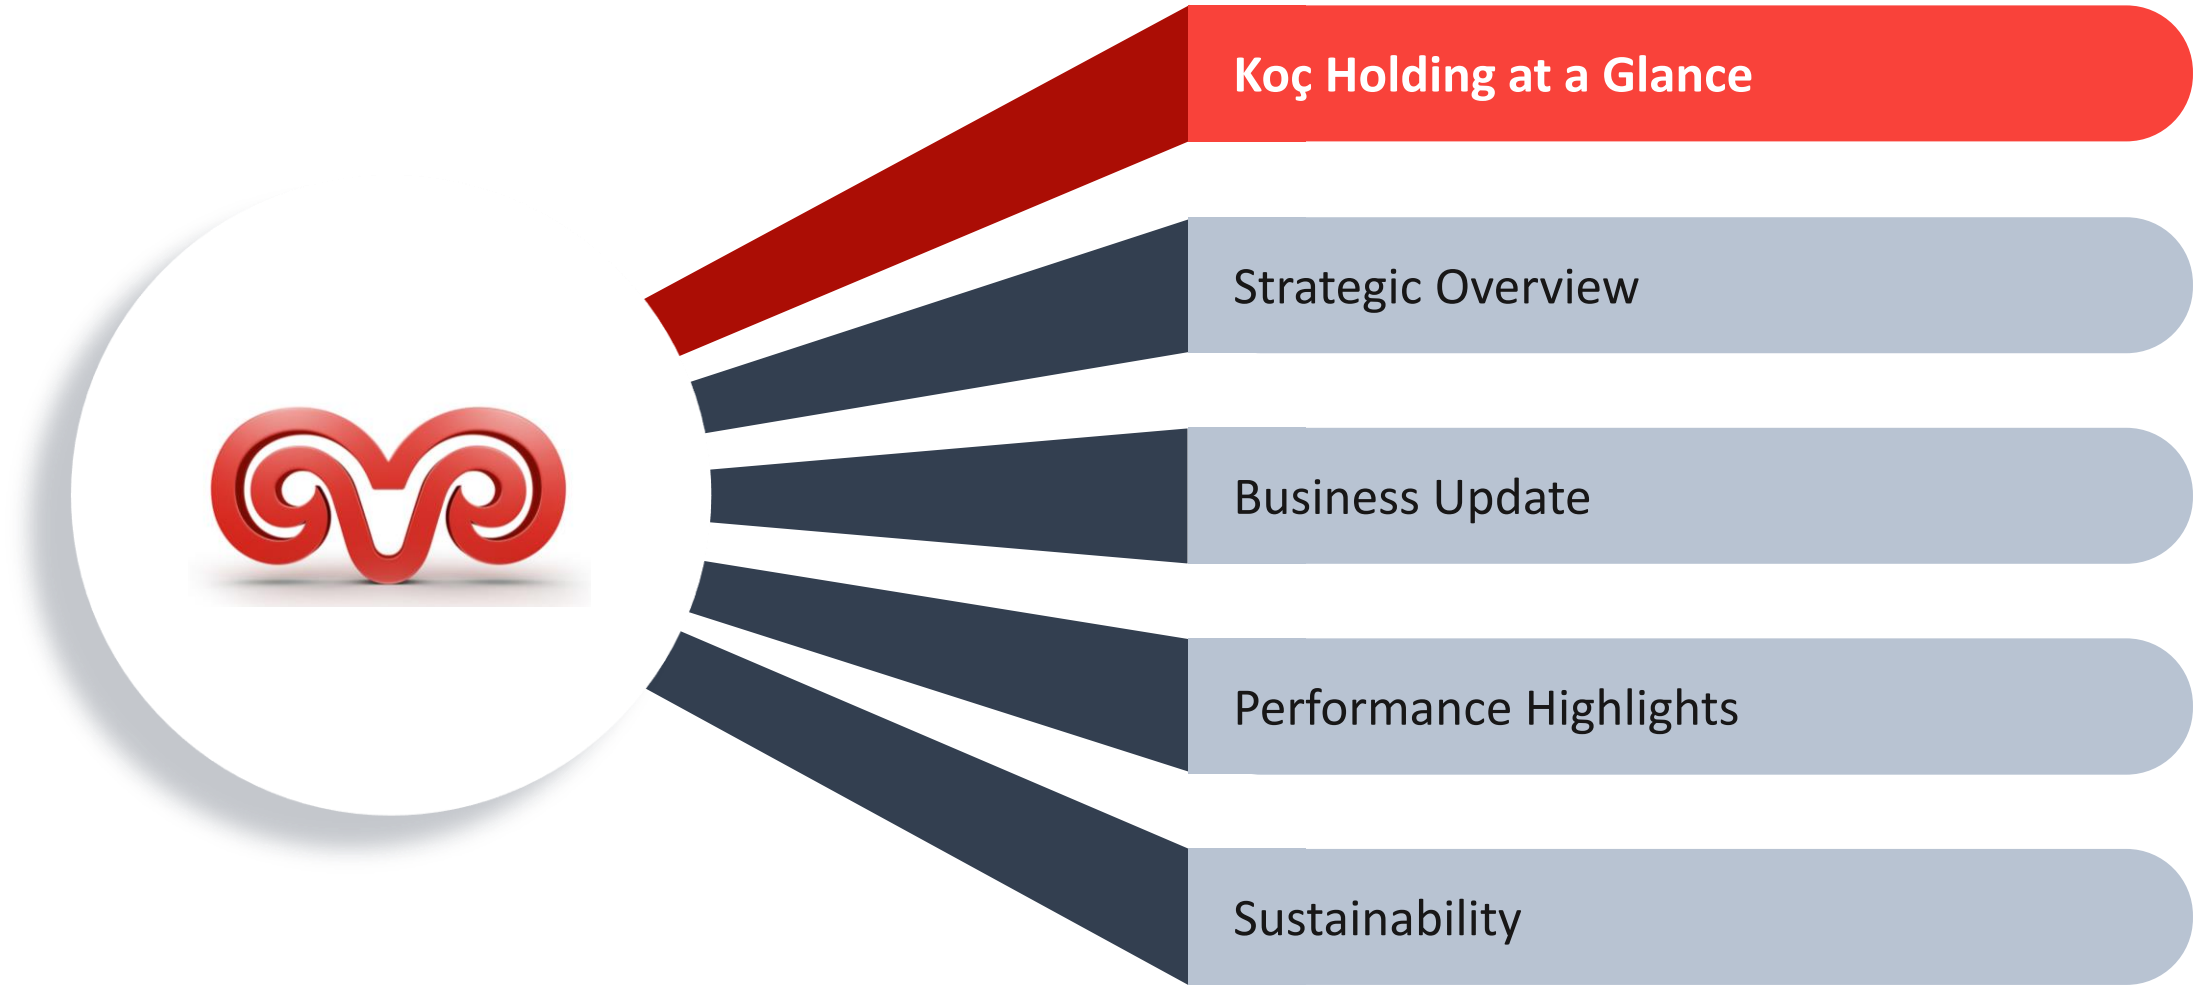 Koç Holding at a Glance
Strategic Overview
Business Update
Performance Highlights
Sustainability